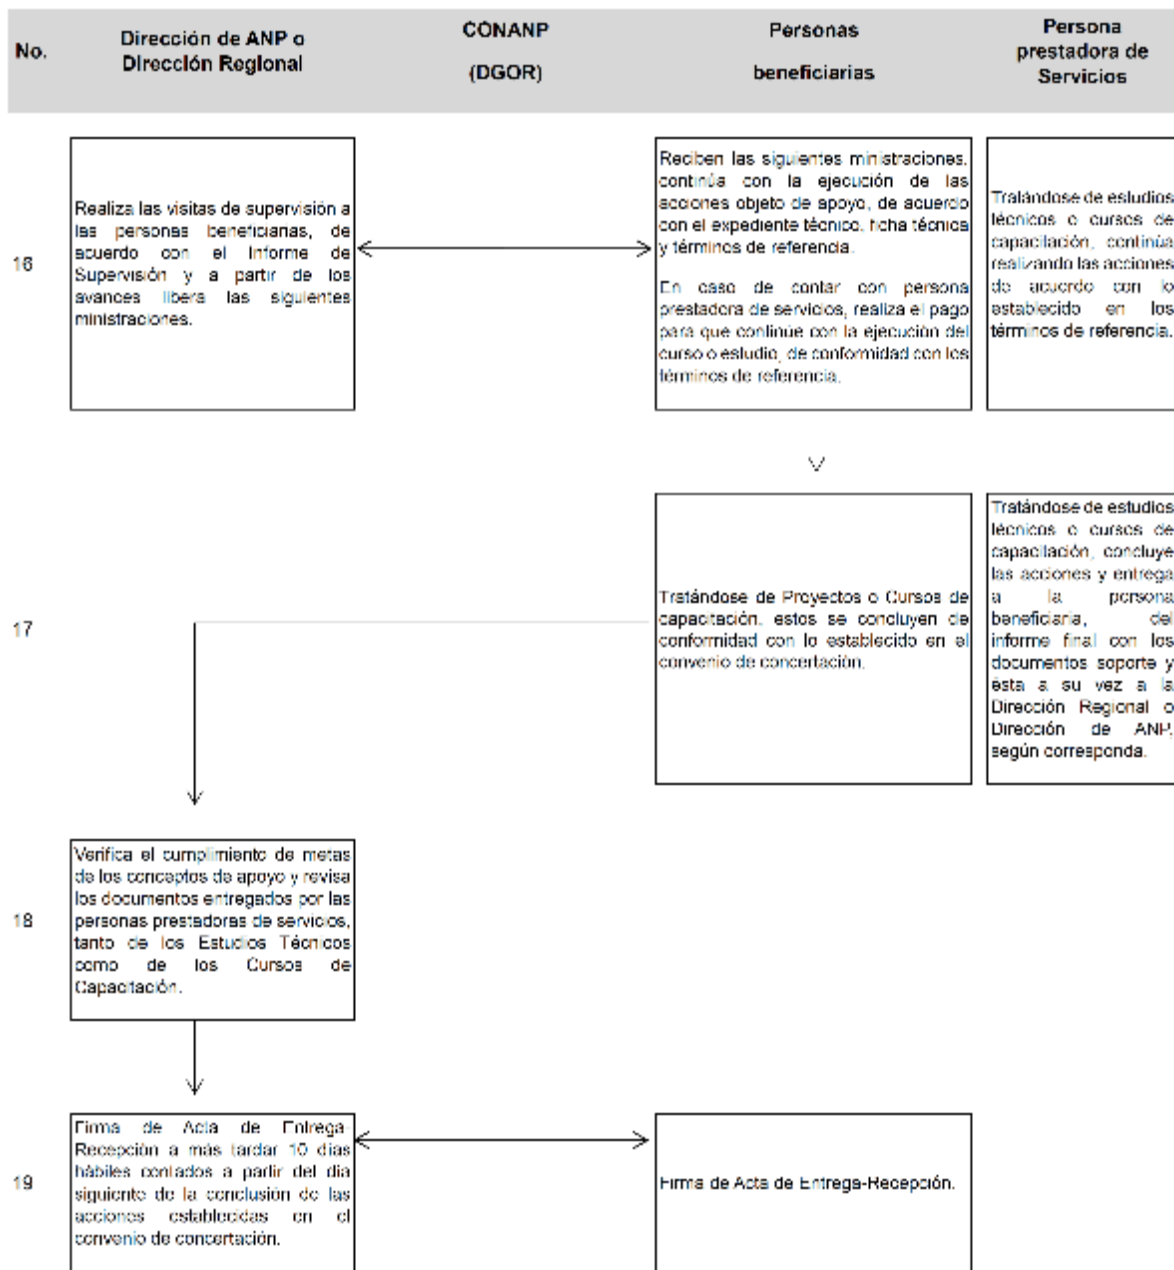 No.
Dirección de ANP o
Dirección Regional
CONANP
(DGOR)
Personas
beneficiarias
Persona
prestadora de
Servicios
16
Realiza las visitas de supervisión a
las personas beneficiarias, de
acuerdo con el Informe de
Supervisión y a partir de los
avances libera las siguientes
ministraciones.
Reciben las siguientes ministraciones,
continúa con la ejecución de las
acciones objeto de apoyo, de acuerdo
con el expediente técnico, ficha técnica
y términos de referencia.
En caso de contar con persona
prestadora de servicios, realiza el pago
para que continúe con la ejecución del
curso o estudio, de conformidad con los
términos de referencia.
Tratándose de estudios
técnicos o cursos de
capacitación, continúa
realizando las acciones
de acuerdo con lo
establecido en los
términos de referencia.
17
Tratándose de Proyectos o Cursos de
capacitación, estos se concluyen de
conformidad con lo establecido en el
convenio de concertación.
Tratándose de estudios
técnicos o cursos de
capacitación, concluye
las acciones y entrega
a la persona
beneficiaria, del
informe final con los
documentos soporte y
ésta a su vez a la
Dirección Regional o
Dirección de ANP,
según corresponda.
18
Verifica el cumplimiento de metas
de los conceptos de apoyo y revisa
los documentos entregados por las
personas prestadoras de servicios,
tanto de los Estudios Técnicos
como de los Cursos de
Capacitación.
19
Firma de Acta de Entrega-
Recepción a más tardar 10 días
hábiles contados a partir del día
siguiente de la conclusión de las
acciones establecidas en el
convenio de concertación.
Firma de Acta de Entrega-Recepción.